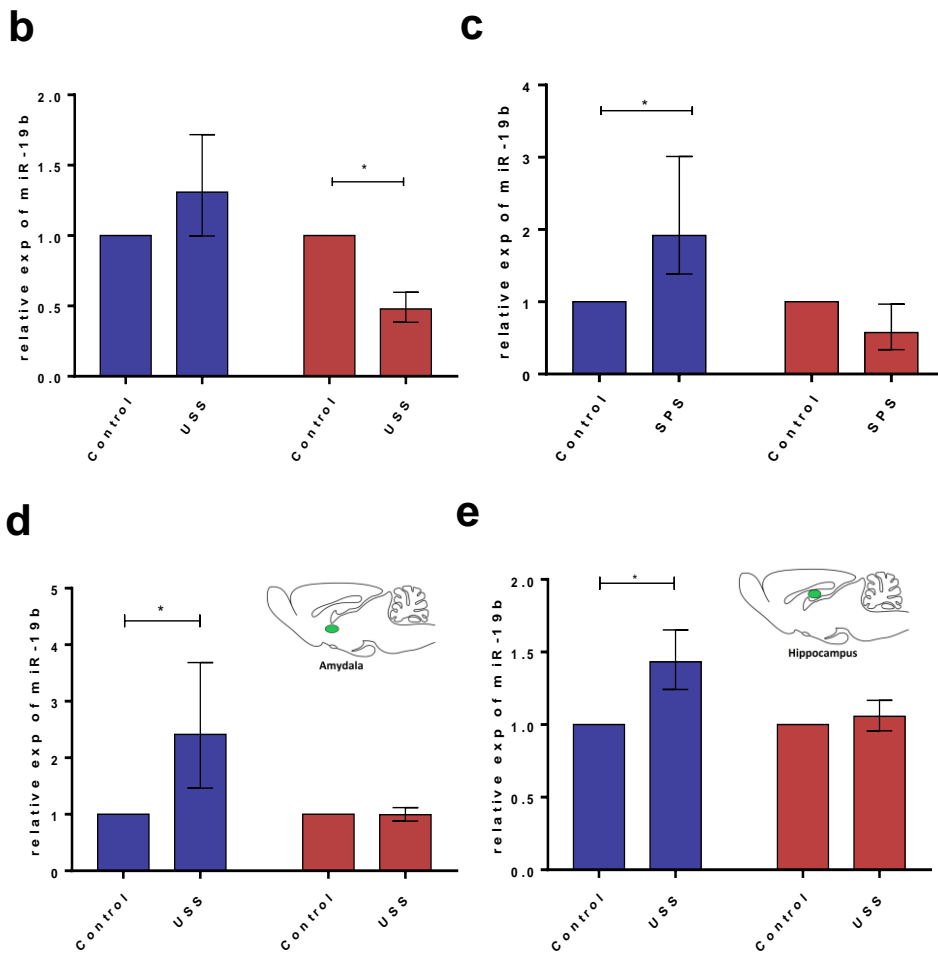 b
relative exp of miR-19b
2.0
1.5
1.0
0.5
0.0
*
Control
USS
Control
USS
c
relative exp of miR-19b
4
3
2
1
0
*
Control
SPS
Control
SPS
d
relative exp of miR-19b
5
4
3
2
1
0
*
Amydala
Control
USS
Control
USS
e
relative exp of miR-19b
2.0
1.5
1.0
0.5
0.0
*
Hippocampus
Control
USS
Control
USS